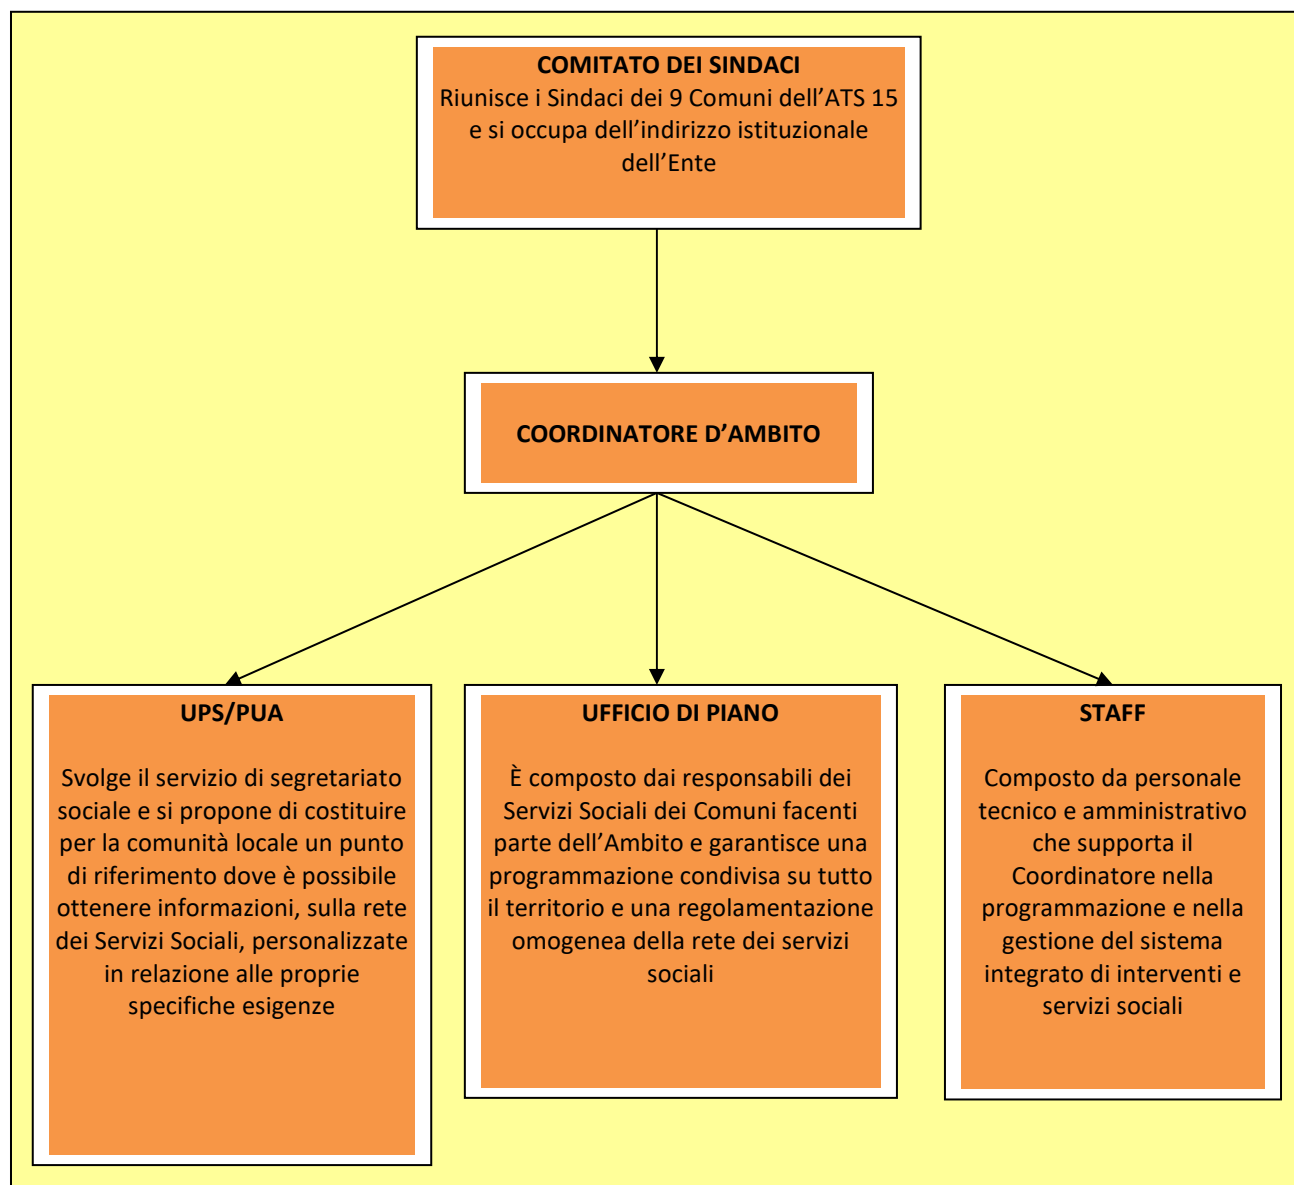 COMITATO DEI SINDACI
Riunisce i Sindaci dei 9 Comuni dell’ATS 15
e si occupa dell’indirizzo istituzionale
dell’Ente
COORDINATORE D’AMBITO
UPS/PUA
Svolge il servizio di segretariato
sociale e si propone di costituire
per la comunità locale un punto
di riferimento dove è possibile
ottenere informazioni, sulla rete
dei Servizi Sociali, personalizzate
in relazione alle proprie
specifiche esigenze
UFFICIO DI PIANO
È composto dai responsabili dei
Servizi Sociali dei Comuni facenti
parte dell’Ambito e garantisce una
programmazione condivisa su tutto
il territorio e una regolamentazione
omogenea della rete dei servizi
sociali
STAFF
Composto da personale
tecnico e amministrativo
che supporta il
Coordinatore nella
programmazione e nella
gestione del sistema
integrato di interventi e
servizi sociali